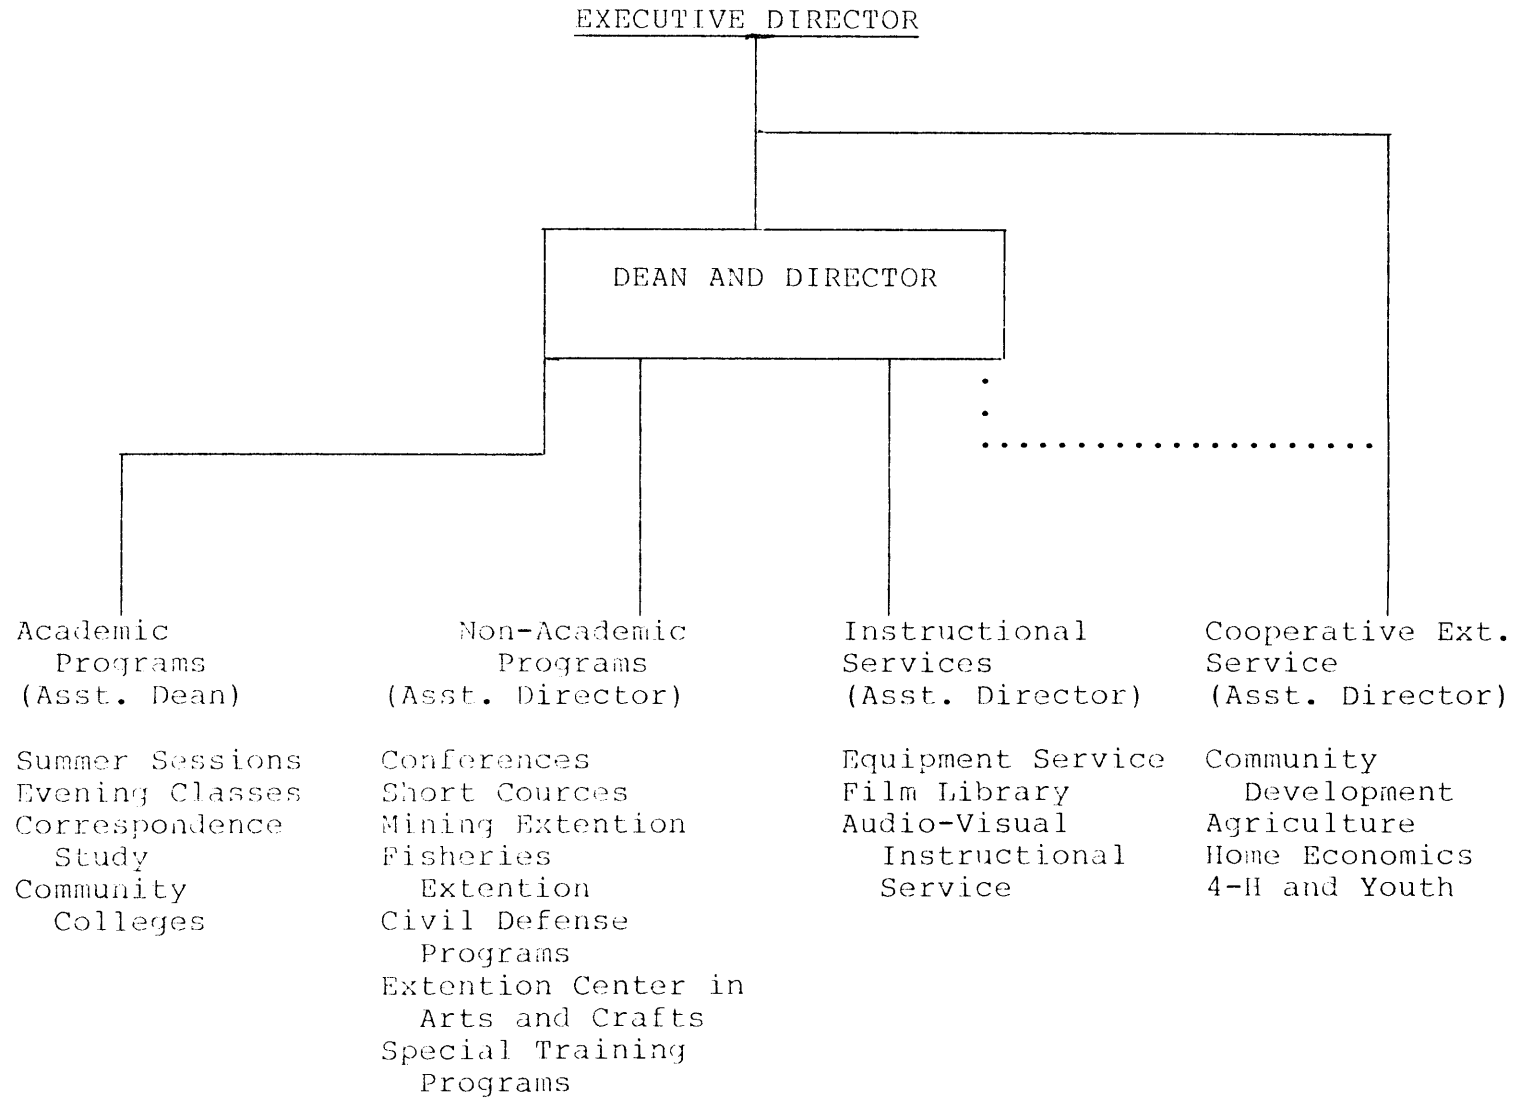 EXECUTIVE DIRECTOR
DEAN AND DIRECTOR
Academic
Programs
(Asst. Dean)
Summer Sessions
Evening Classes
Correspondence
Study
Community
Colleges
Non-Academic
Programs
(Asst. Director)
Conferences
Short Cources
Mining Extention
Fisheries
Extention
Civil Defense
Programs
Extention Center in
Arts and Crafts
Special Training
Programs
Instructional
Services
(Asst. Director)
Equipment Service
Film Library
Audio-Visual
Instructional
Service
Cooperative Ext.
Service
(Asst. Director)
Community
Development
Agriculture
Home Economics
4-H and Youth